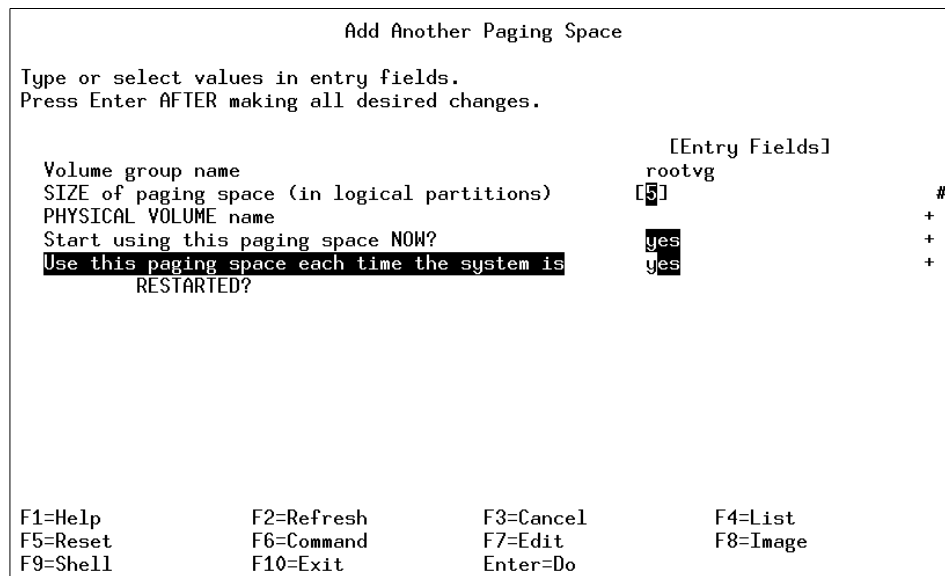 Add Another Paging Space
Type or select values in entry fields.
Press Enter AFTER making all desired changes.
[Entry Fields]
Volume group name rootvg
SIZE of paging space (in logical partitions) [5] #
PHYSICAL VOLUME name +
Start using this paging space NOW? yes +
Use this paging space each time the system is yes +
RESTARTED?
F1=Help F2=Refresh F3=Cancel F4=List
F5=Reset F6=Command F7=Edit F8=Image
F9=Shell F10=Exit Enter=Do